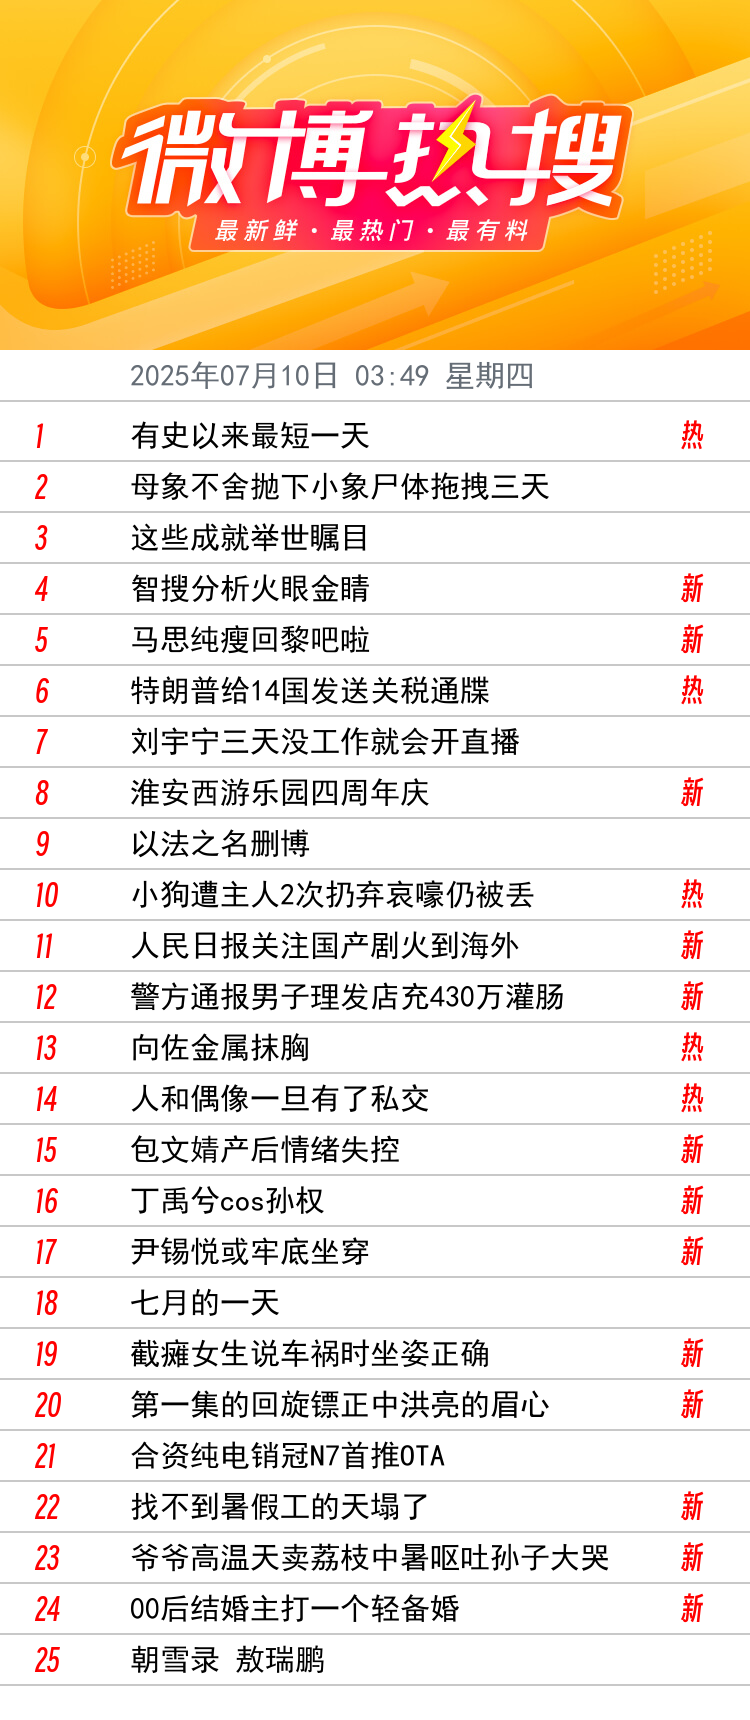 微博热搜
最新鲜·最热门·最有料
2025年07月10日 03:49 星期四
1 有史以来最短一天 热
2 母象不舍抛下小象尸体拖拽三天
3 这些成就举世瞩目
4 智搜分析火眼金睛 新
5 马思纯瘦回黎吧啦 新
6 特朗普给14国发送关税通牒 热
7 刘宇宁三天没工作就会开直播
8 淮安西游乐园四周年庆 新
9 以法之名删博
10 小狗遭主人2次扔弃哀嚎仍被丢 热
11 人民日报关注国产剧火到海外 新
12 警方通报男子理发店充430万灌肠 新
13 向佐金属抹胸 热
14 人和偶像一旦有了私交 热
15 包文婧产后情绪失控 新
16 丁禹兮cos孙权 新
17 尹锡悦或牢底坐穿 新
18 七月的一天
19 截瘫女生说车祸时坐姿正确 新
20 第一集的回旋镖正中洪亮的眉心 新
21 合资纯电销冠N7首推OTA
22 找不到暑假工的天塌了 新
23 爷爷高温天卖荔枝中暑呕吐孙子大哭 新
24 00后结婚主打一个轻备婚 新
25 朝雪录 敖瑞鹏